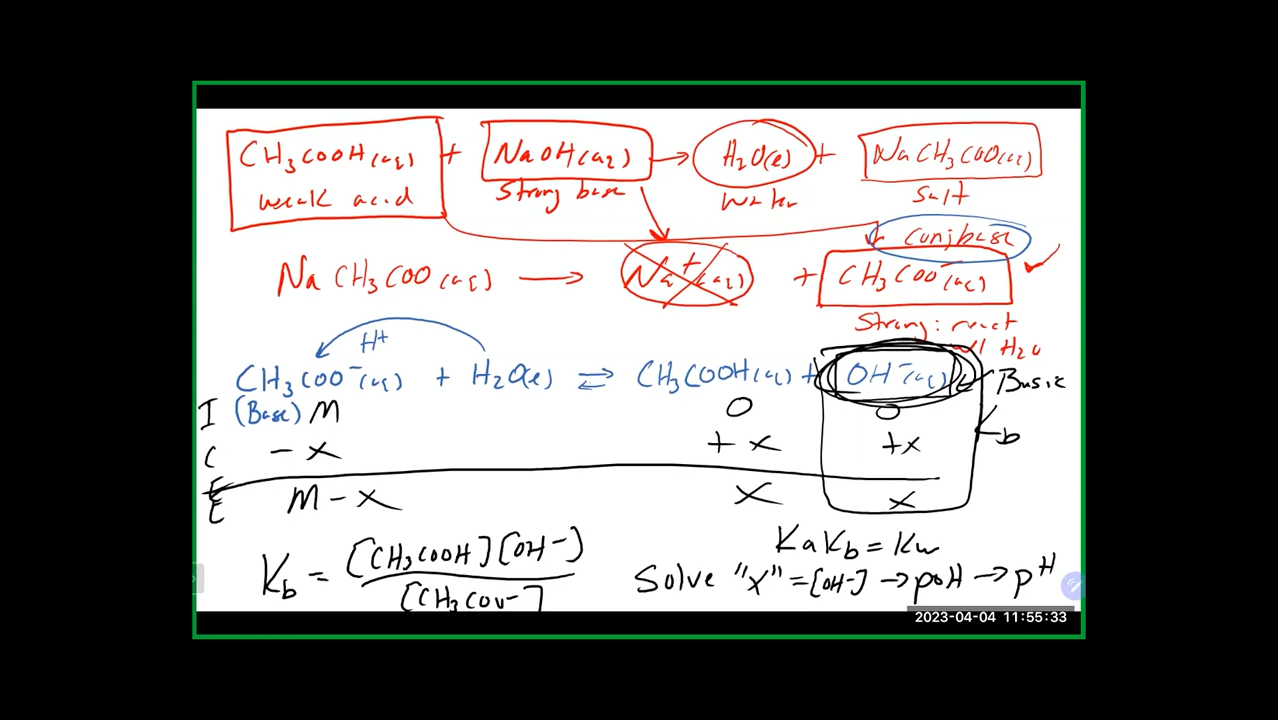 CH₃COOH(aq) + NaOH(aq) → H₂O(l) + NaCH₃COO(aq)
weak acid Strong base Water Salt
conj base
NaCH₃COO(aq) → Na⁺(aq) + CH₃COO⁻(aq) ✓
Strong: react
w/ H₂O
H⁺
CH₃COO⁻(aq) + H₂O(l) ⇌ CH₃COOH(aq) + OH⁻(aq) ← Basic
I (Base) M 0 0
Kb
C -x +x +x
E M-x x x
KaKb = Kw
Kb = [CH₃COOH][OH-] / [CH₃COO-]
Solve "x" = [OH-] → pOH → pH
2023-04-04 11:55:33